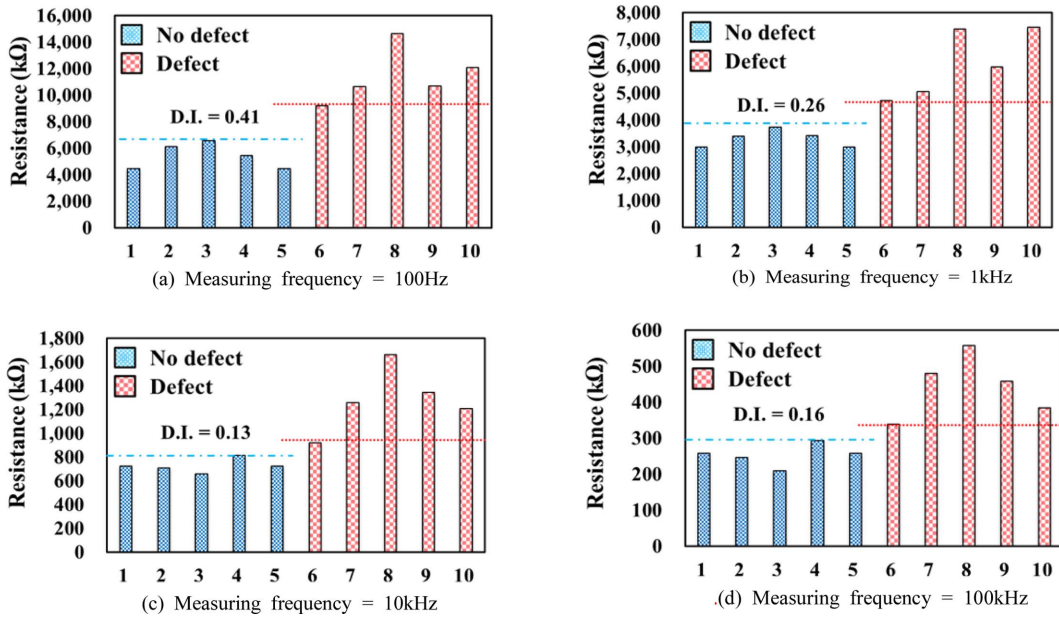 Resistance (kΩ)
16,000
14,000
12,000
10,000
8,000
6,000
4,000
2,000
0
No defect
Defect
D.I. = 0.41
1 2 3 4 5 6 7 8 9 10
(a) Measuring frequency = 100Hz
Resistance (kΩ)
8,000
7,000
6,000
5,000
4,000
3,000
2,000
1,000
0
No defect
Defect
D.I. = 0.26
1 2 3 4 5 6 7 8 9 10
(b) Measuring frequency = 1kHz
Resistance (kΩ)
1,800
1,600
1,400
1,200
1,000
800
600
400
200
0
No defect
Defect
D.I. = 0.13
1 2 3 4 5 6 7 8 9 10
(c) Measuring frequency = 10kHz
Resistance (kΩ)
600
500
400
300
200
100
0
No defect
Defect
D.I. = 0.16
1 2 3 4 5 6 7 8 9 10
.(d) Measuring frequency = 100kHz